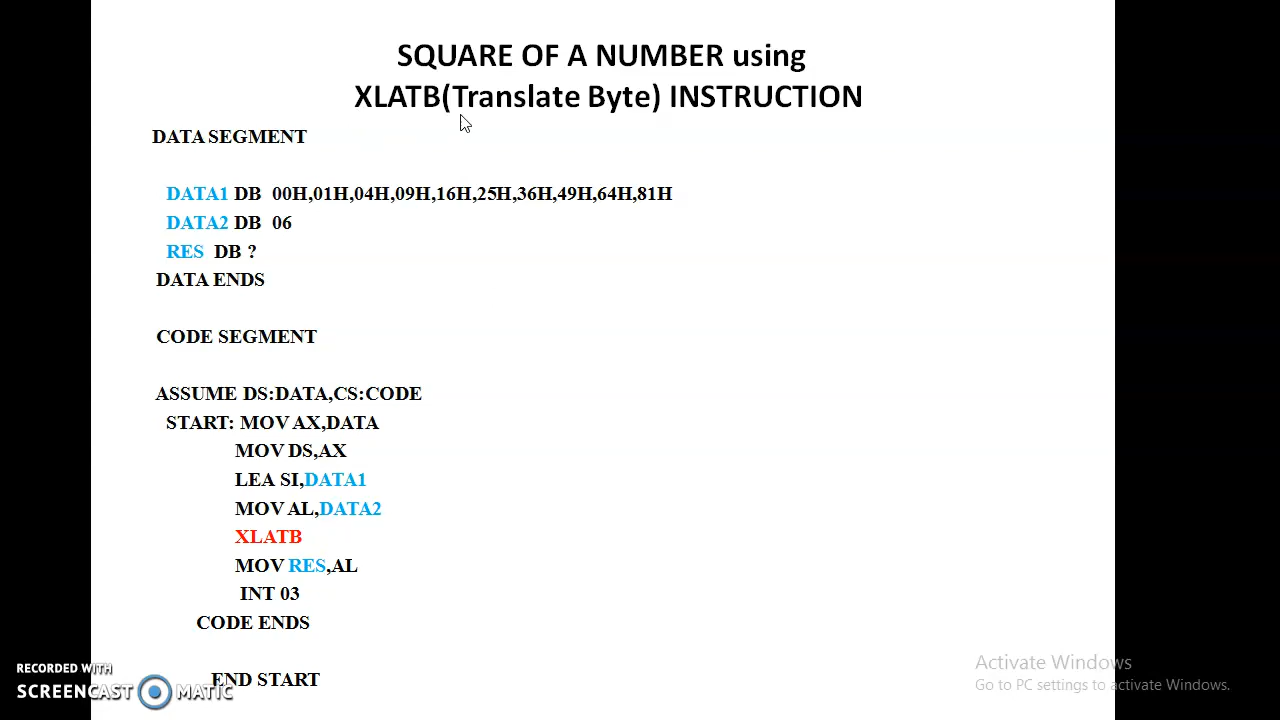 SQUARE OF A NUMBER using
XLATB(Translate Byte) INSTRUCTION
DATA SEGMENT
DATA1 DB 00H,01H,04H,09H,16H,25H,36H,49H,64H,81H
DATA2 DB 06
RES DB ?
DATA ENDS
CODE SEGMENT
ASSUME DS:DATA,CS:CODE
START: MOV AX,DATA
MOV DS,AX
LEA SI,DATA1
MOV AL,DATA2
XLATB
MOV RES,AL
INT 03
CODE ENDS
END START
RECORDED WITH
SCREENCAST MATIC
Activate Windows
Go to PC settings to activate Windows.